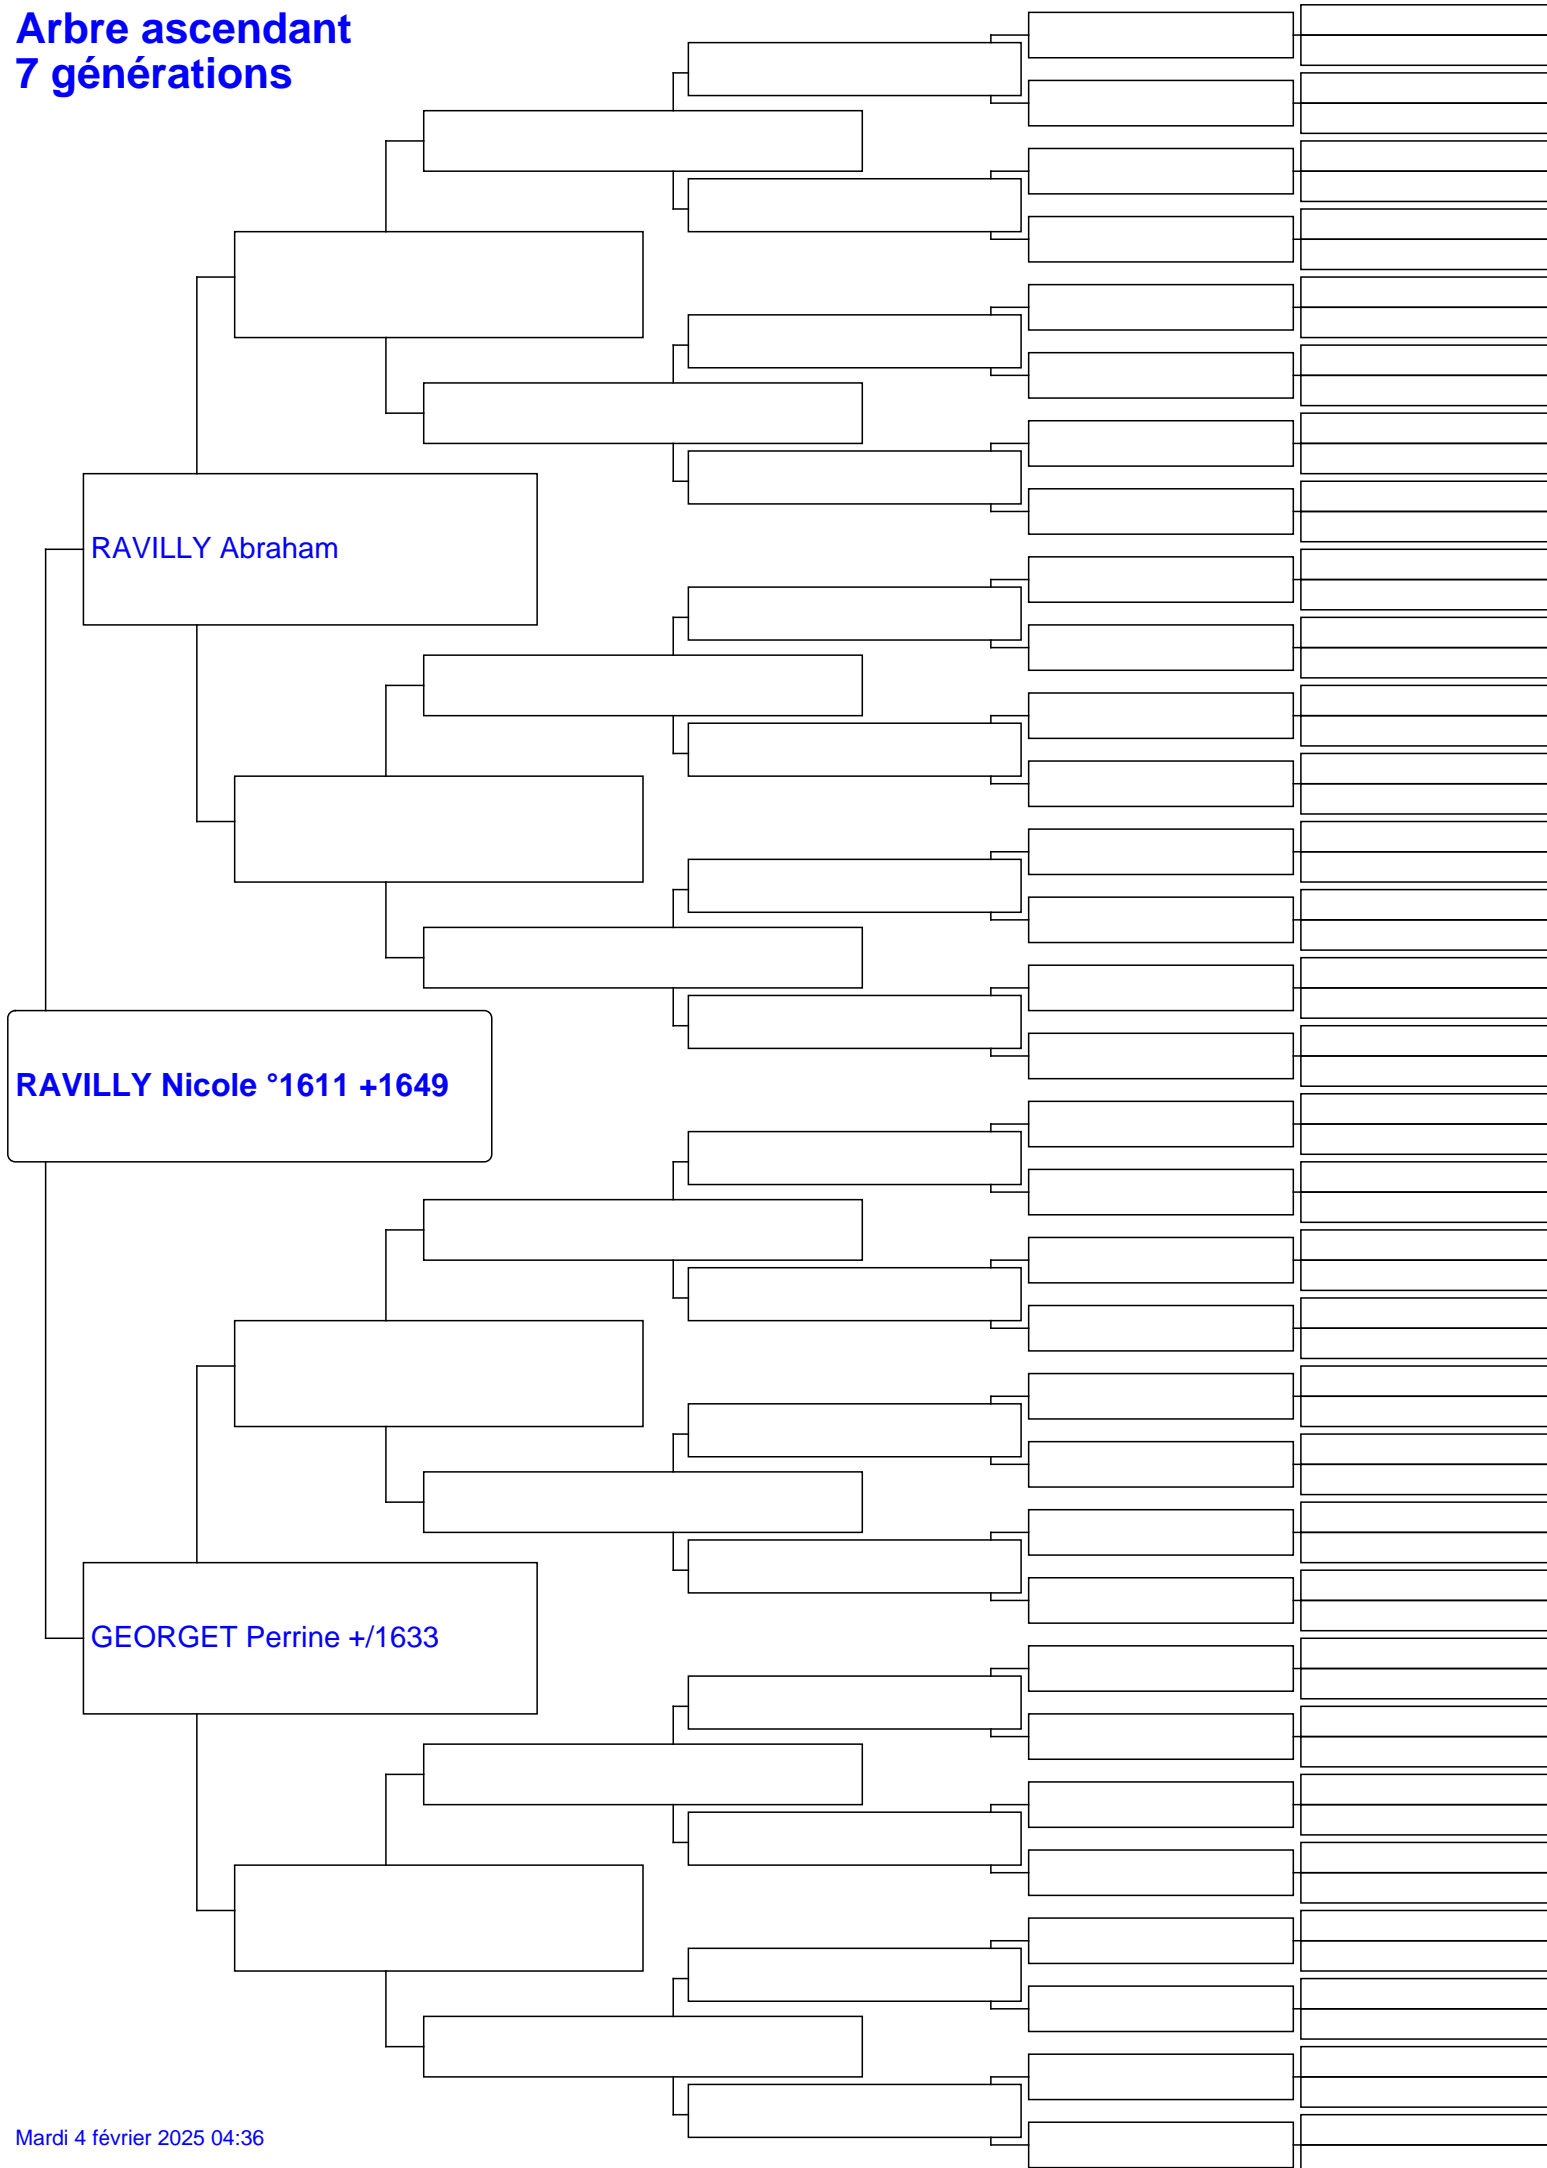 Arbre ascendant
7 générations
RAVILLY Abraham
RAVILLY Nicole °1611 +1649
GEORGET Perrine +/1633
Mardi 4 février 2025 04:36